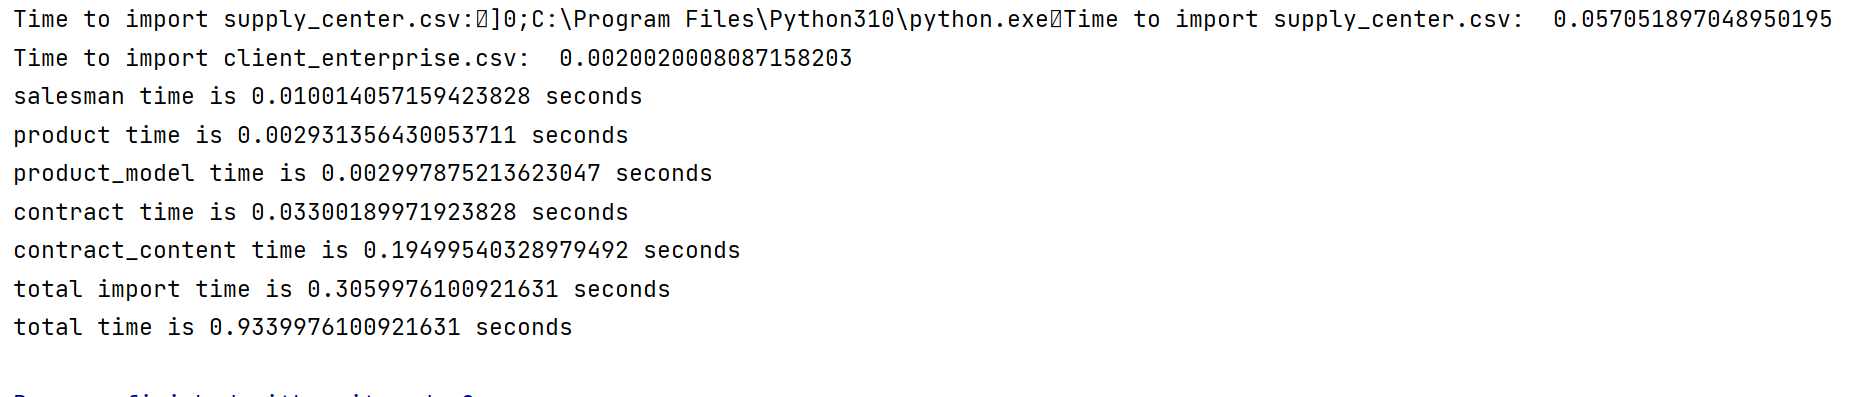 Time to import supply_center.csv:]0;C:\Program Files\Python310\python.exeTime to import supply_center.csv:  0.057051897048950195
Time to import client_enterprise.csv:  0.0020020008087158203
salesman time is 0.010014057159423828 seconds
product time is 0.002931356430053711 seconds
product_model time is 0.002997875213623047 seconds
contract time is 0.03300189971923828 seconds
contract_content time is 0.19499540328979492 seconds
total import time is 0.3059976100921631 seconds
total time is 0.9339976100921631 seconds